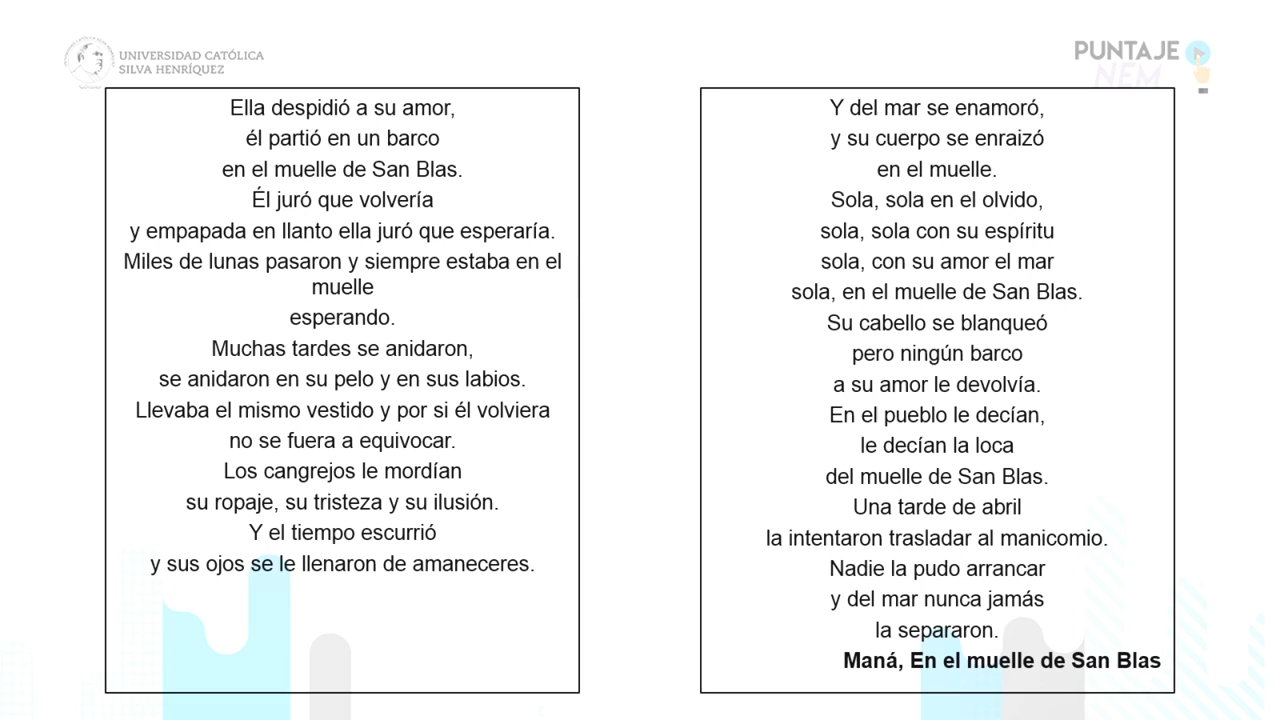 UNIVERSIDAD CATÓLICA
SILVA HENRÍQUEZ
PUNTAJE
NEM
Ella despidió a su amor,
él partió en un barco
en el muelle de San Blas.
Él juró que volvería
y empapada en llanto ella juró que esperaría.
Miles de lunas pasaron y siempre estaba en el
muelle
esperando.
Muchas tardes se anidaron,
se anidaron en su pelo y en sus labios.
Llevaba el mismo vestido y por si él volviera
no se fuera a equivocar.
Los cangrejos le mordían
su ropaje, su tristeza y su ilusión.
Y el tiempo escurrió
y sus ojos se le llenaron de amaneceres.
Y del mar se enamoró,
y su cuerpo se enraizó
en el muelle.
Sola, sola en el olvido,
sola, sola con su espíritu
sola, con su amor el mar
sola, en el muelle de San Blas.
Su cabello se blanqueó
pero ningún barco
a su amor le devolvía.
En el pueblo le decían,
le decían la loca
del muelle de San Blas.
Una tarde de abril
la intentaron trasladar al manicomio.
Nadie la pudo arrancar
y del mar nunca jamás
la separaron.
Maná, En el muelle de San Blas